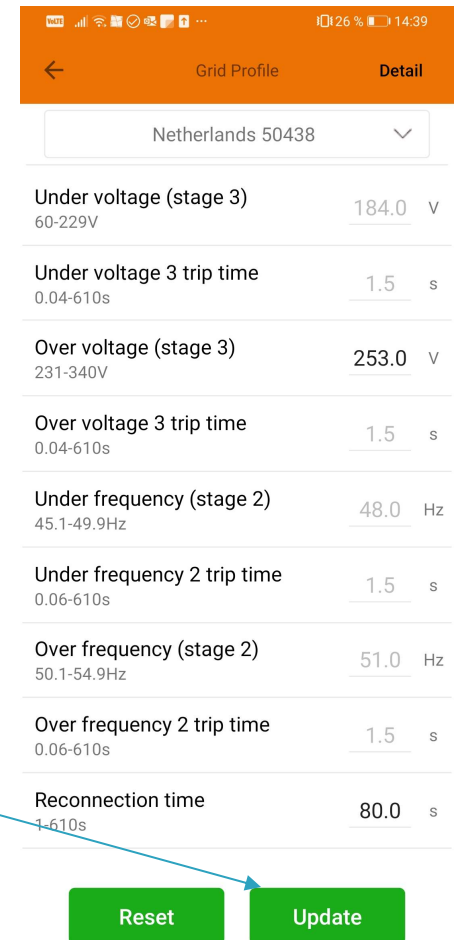 VoLTE 26 % 14:39
Grid Profile Detail
Netherlands 50438
Under voltage (stage 3)
184.0 V
60-229V
Under voltage 3 trip time
1.5 s
0.04-610s
Over voltage (stage 3)
253.0 V
231-340V
Over voltage 3 trip time
1.5 s
0.04-610s
Under frequency (stage 2)
48.0 Hz
45.1-49.9Hz
Under frequency 2 trip time
1.5 s
0.06-610s
Over frequency (stage 2)
51.0 Hz
50.1-54.9Hz
Over frequency 2 trip time
1.5 s
0.06-610s
Reconnection time
80.0 s
1-610s
Reset Update